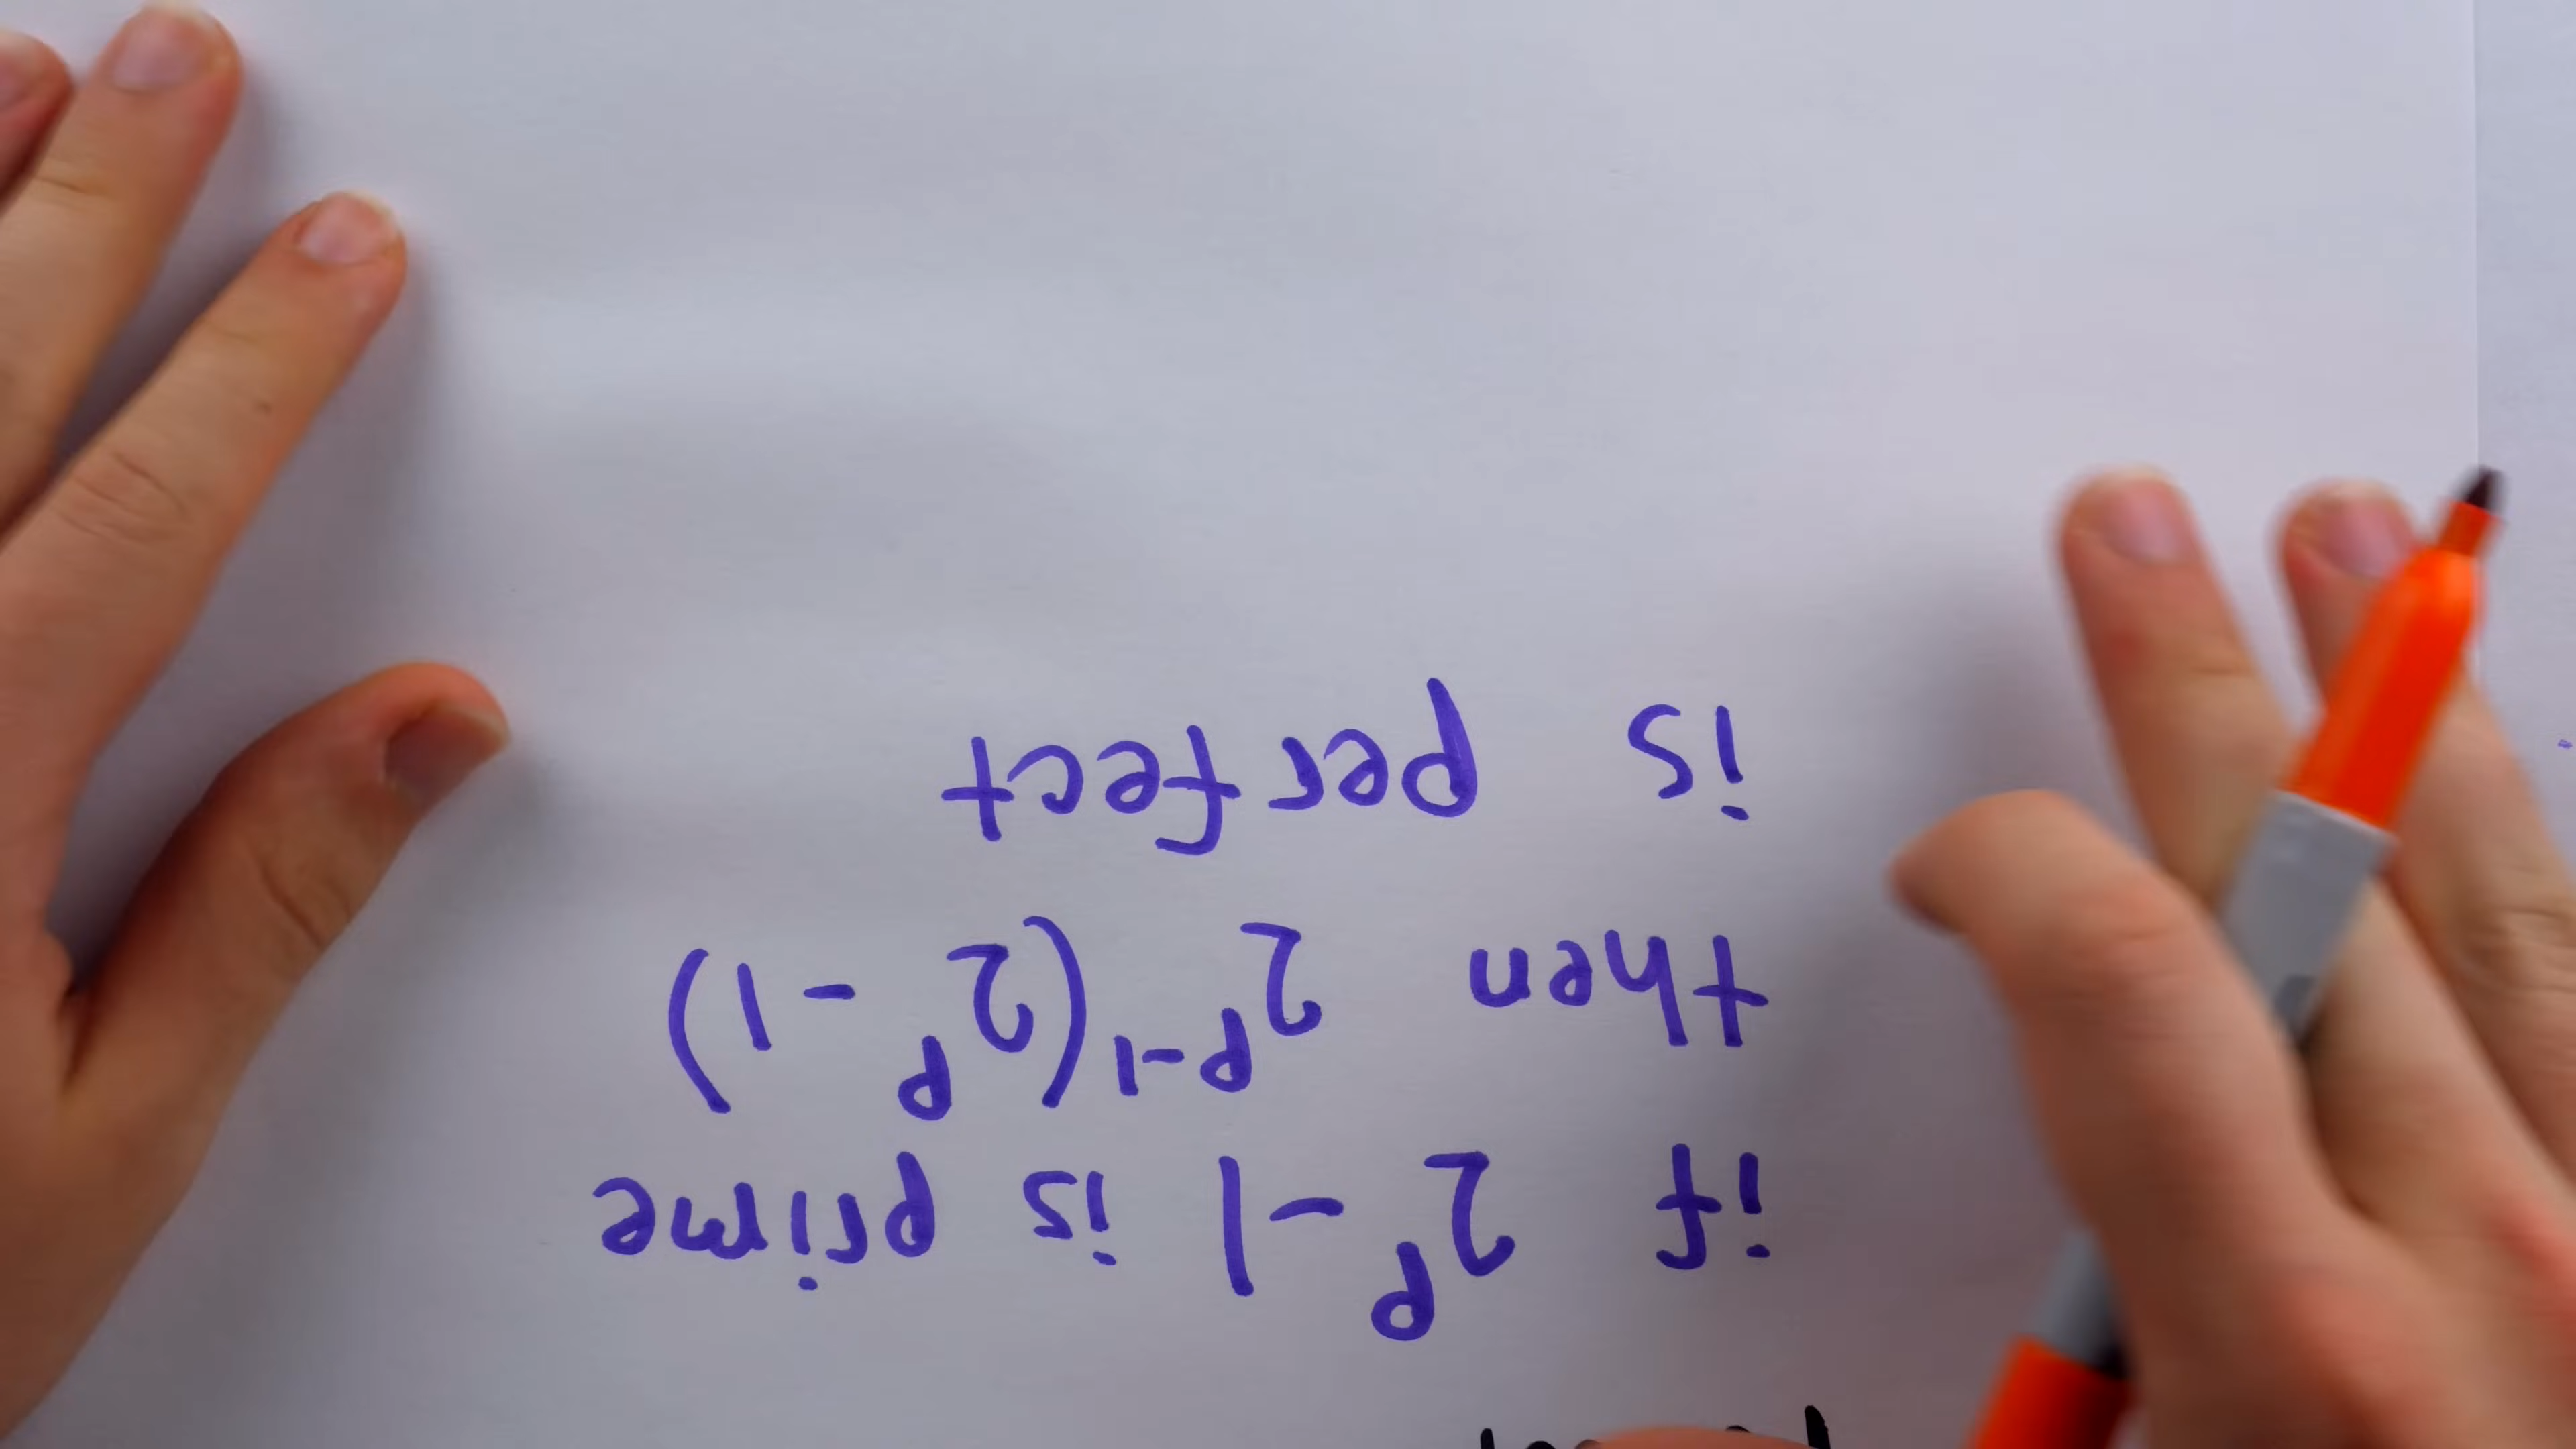 if 2^p - 1 is prime
then 2^p-1 (2^p - 1)
is perfect